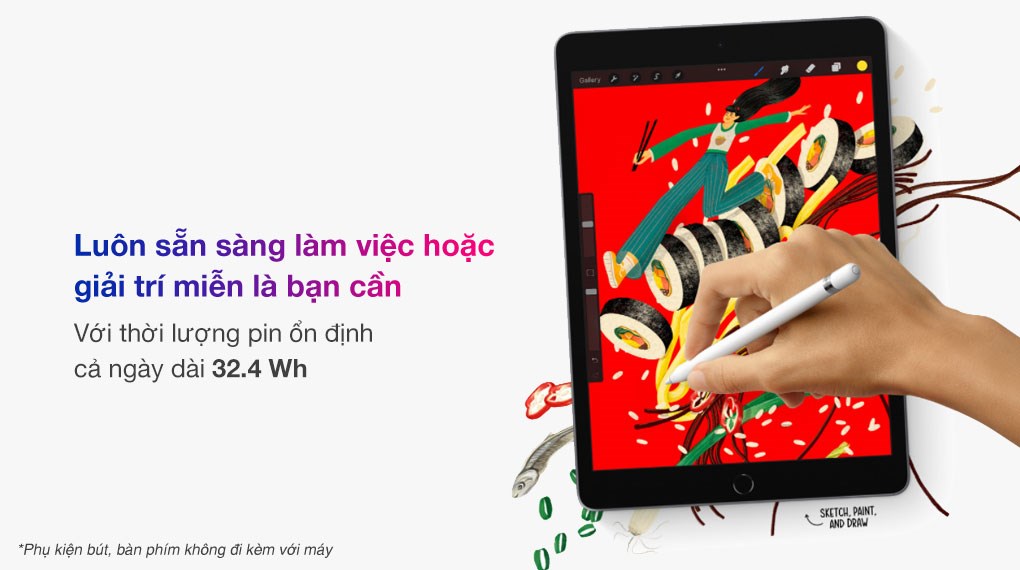 Gallery
Luôn sẵn sàng làm việc hoặc
giải trí miễn là bạn cần
Với thời lượng pin ổn định
cả ngày dài 32.4 Wh
SKETCH, PAINT,
AND DRAW
*Phụ kiện bút, bàn phím không đi kèm với máy